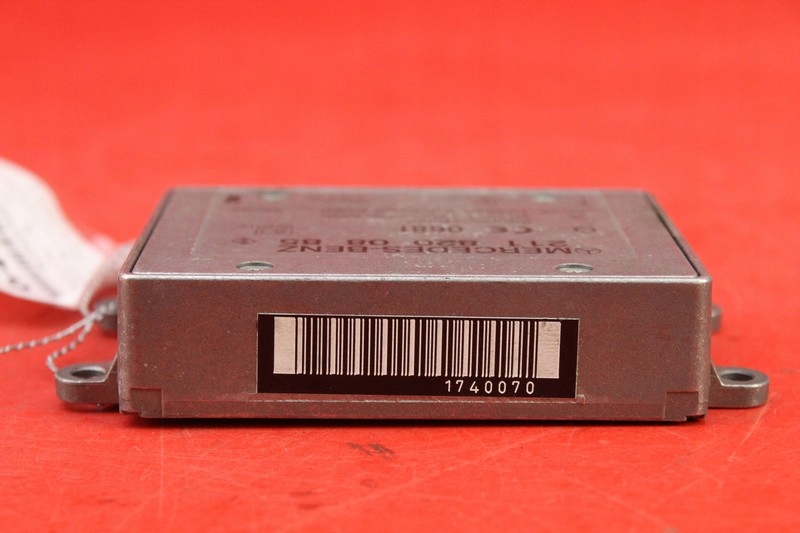 MERCEDES-BENZ
211 820 08 85
CE 0681
1740070